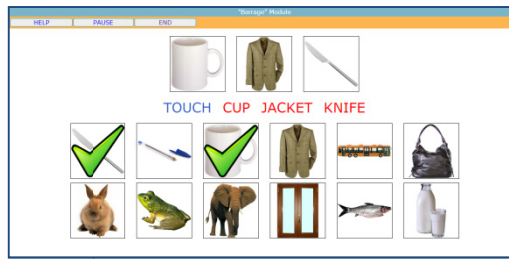 "Barrage" Module
HELP PAUSE END
TOUCH CUP JACKET KNIFE